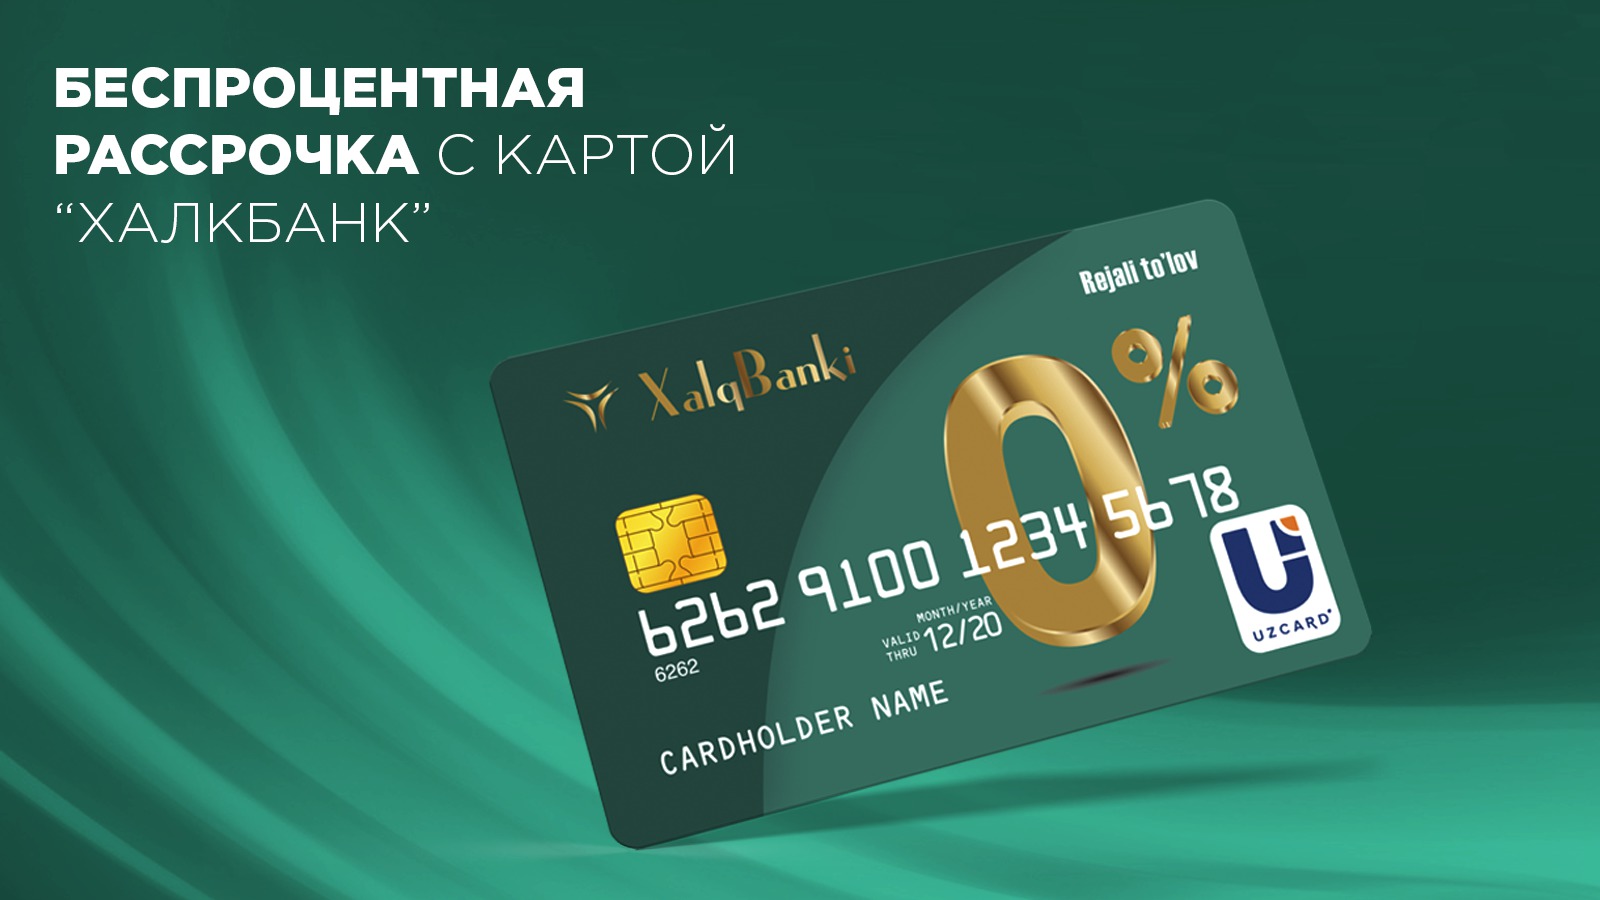 БЕСПРОЦЕНТНАЯ
РАССРОЧКА С КАРТОЙ
“ХАЛКБАНК”
Rejali to'lov
XalqBanki
0%
6262 9100 1234 5678
6262
MONTH/YEAR
VALID THRU 12/20
CARDHOLDER NAME
UZCARD